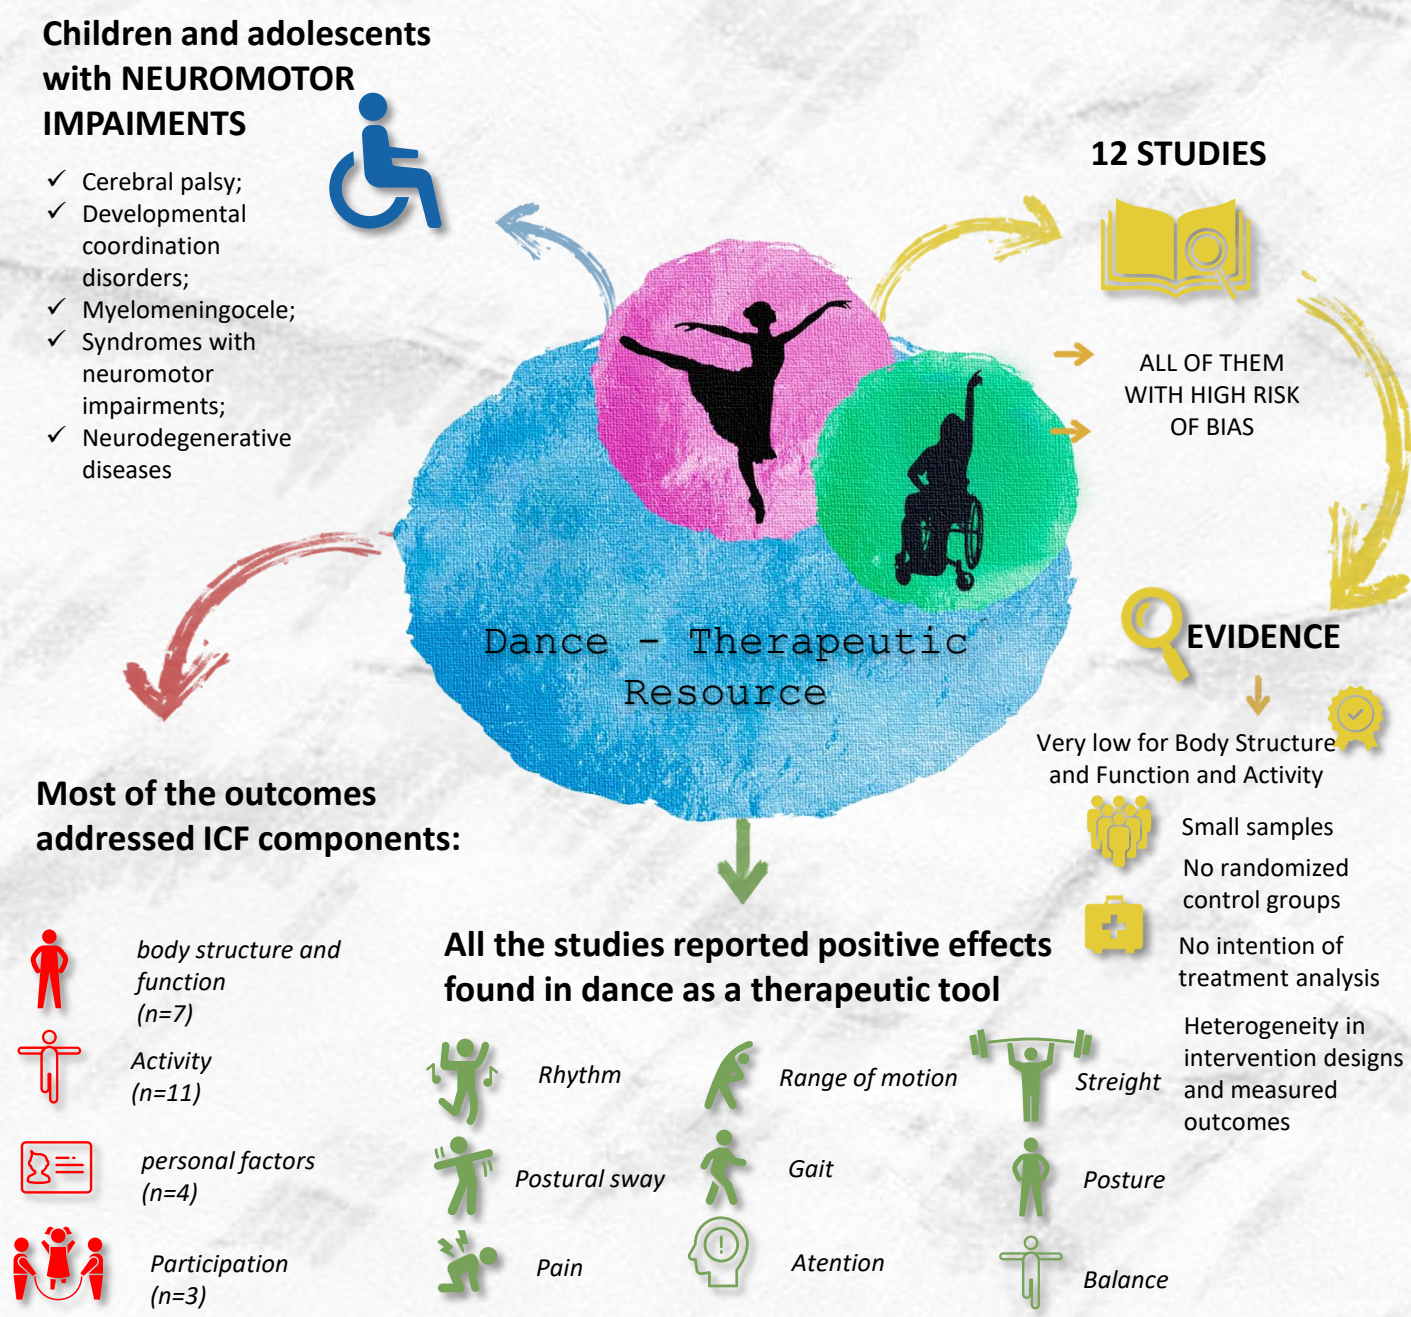 Children and adolescents
with NEUROMOTOR
IMPAIMENTS
✓ Cerebral palsy;
✓ Developmental
coordination
disorders;
✓ Myelomeningocele;
✓ Syndromes with
neuromotor
impairments;
✓ Neurodegenerative
diseases
12 STUDIES
ALL OF THEM
WITH HIGH RISK
OF BIAS
Dance - Therapeutic
Resource
EVIDENCE
Very low for Body Structure
and Function and Activity
Small samples
No randomized
control groups
No intention of
treatment analysis
Heterogeneity in
intervention designs
and measured
outcomes
Most of the outcomes
addressed ICF components:
body structure and
function
(n=7)
Activity
(n=11)
personal factors
(n=4)
Participation
(n=3)
All the studies reported positive effects
found in dance as a therapeutic tool
Rhythm
Range of motion
Streight
Postural sway
Gait
Posture
Pain
Atention
Balance